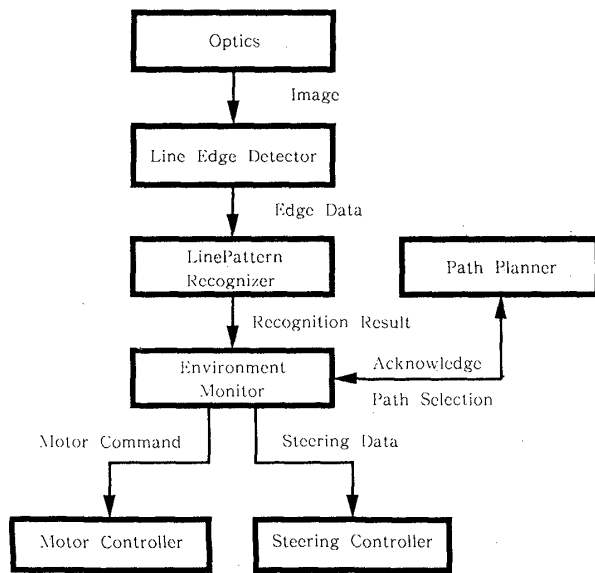 Optics
Image
Line Edge Detector
Edge Data
LinePattern
Recognizer
Path Planner
Recognition Result
Environment
Monitor
Acknowledge
Path Selection
Motor Command
Steering Data
Motor Controller
Steering Controller